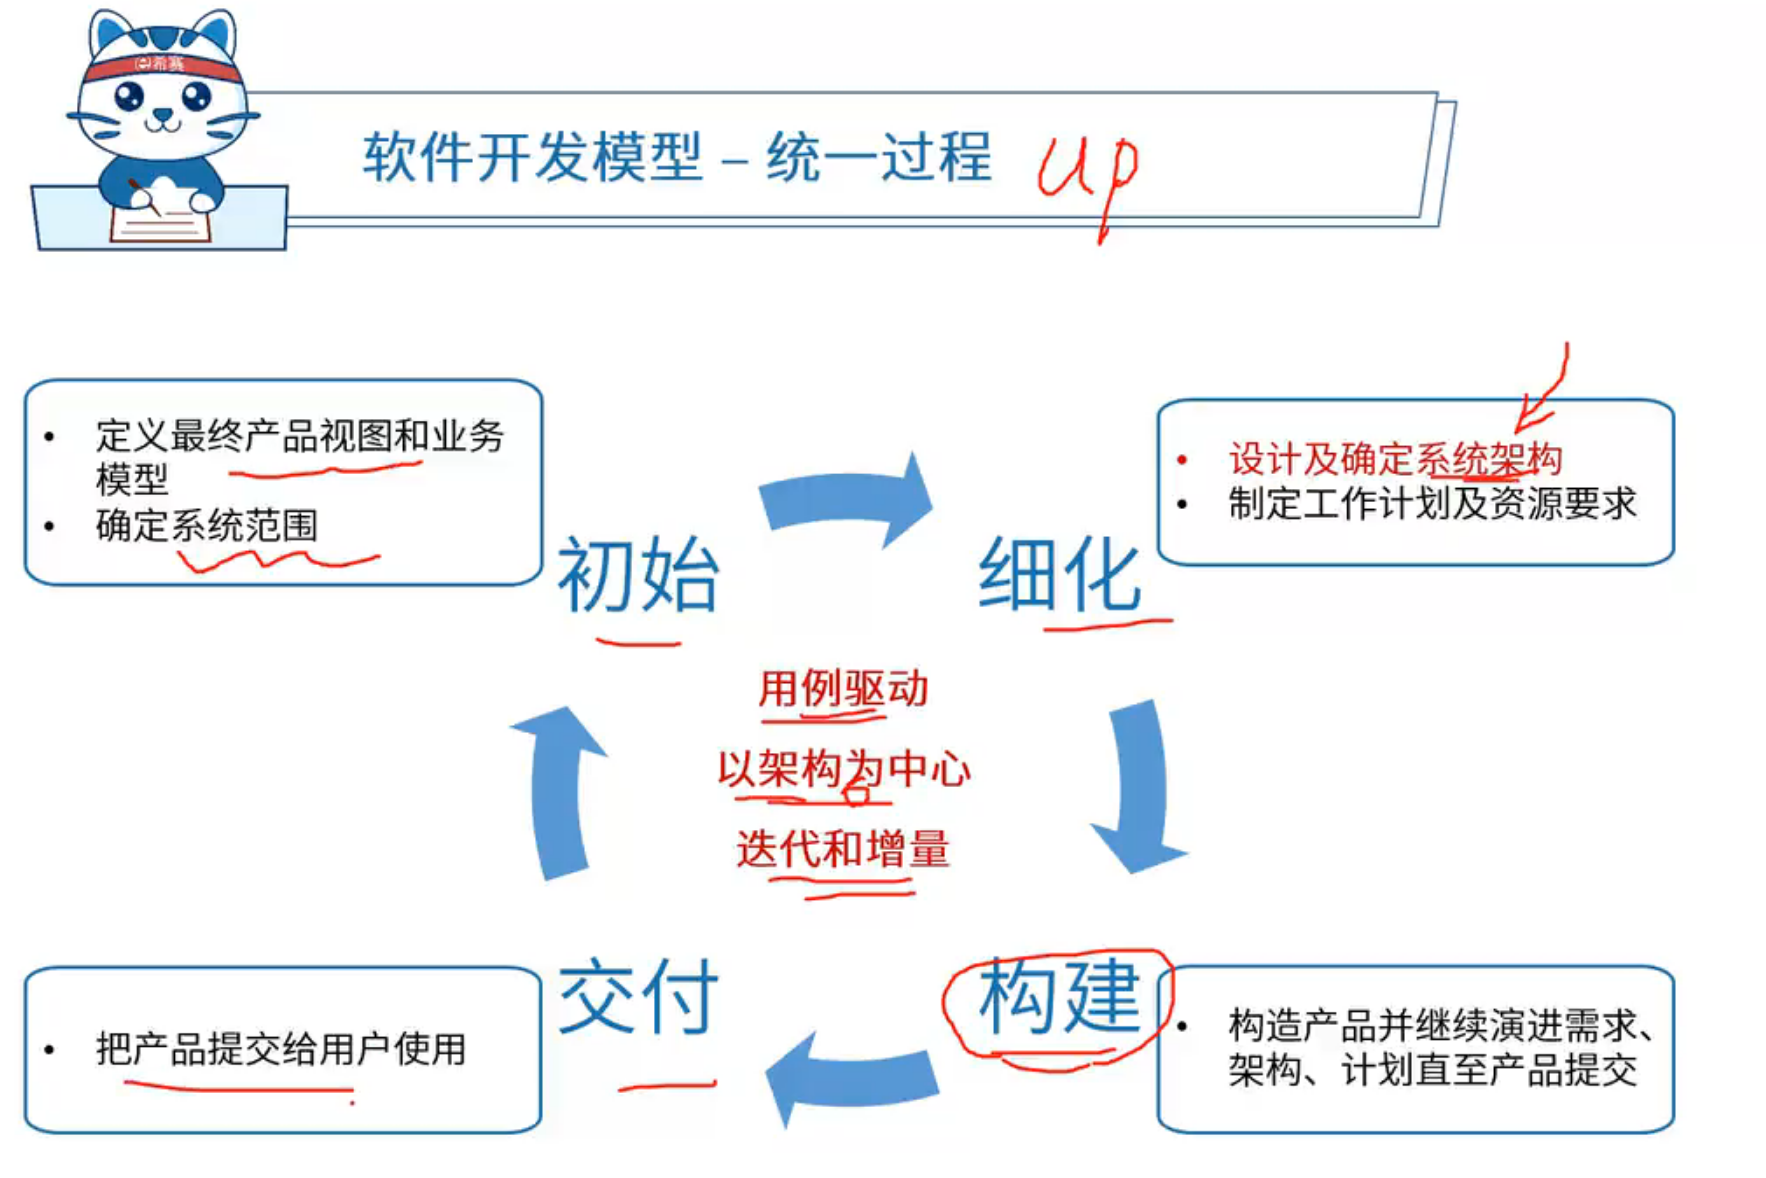 希赛
软件开发模型 – 统一过程 up
• 定义最终产品视图和业务
模型
• 确定系统范围
初始
细化
• 设计及确定系统架构
• 制定工作计划及资源要求
用例驱动
以架构为中心
迭代和增量
交付
构建
• 把产品提交给用户使用
• 构造产品并继续演进需求、
架构、计划直至产品提交